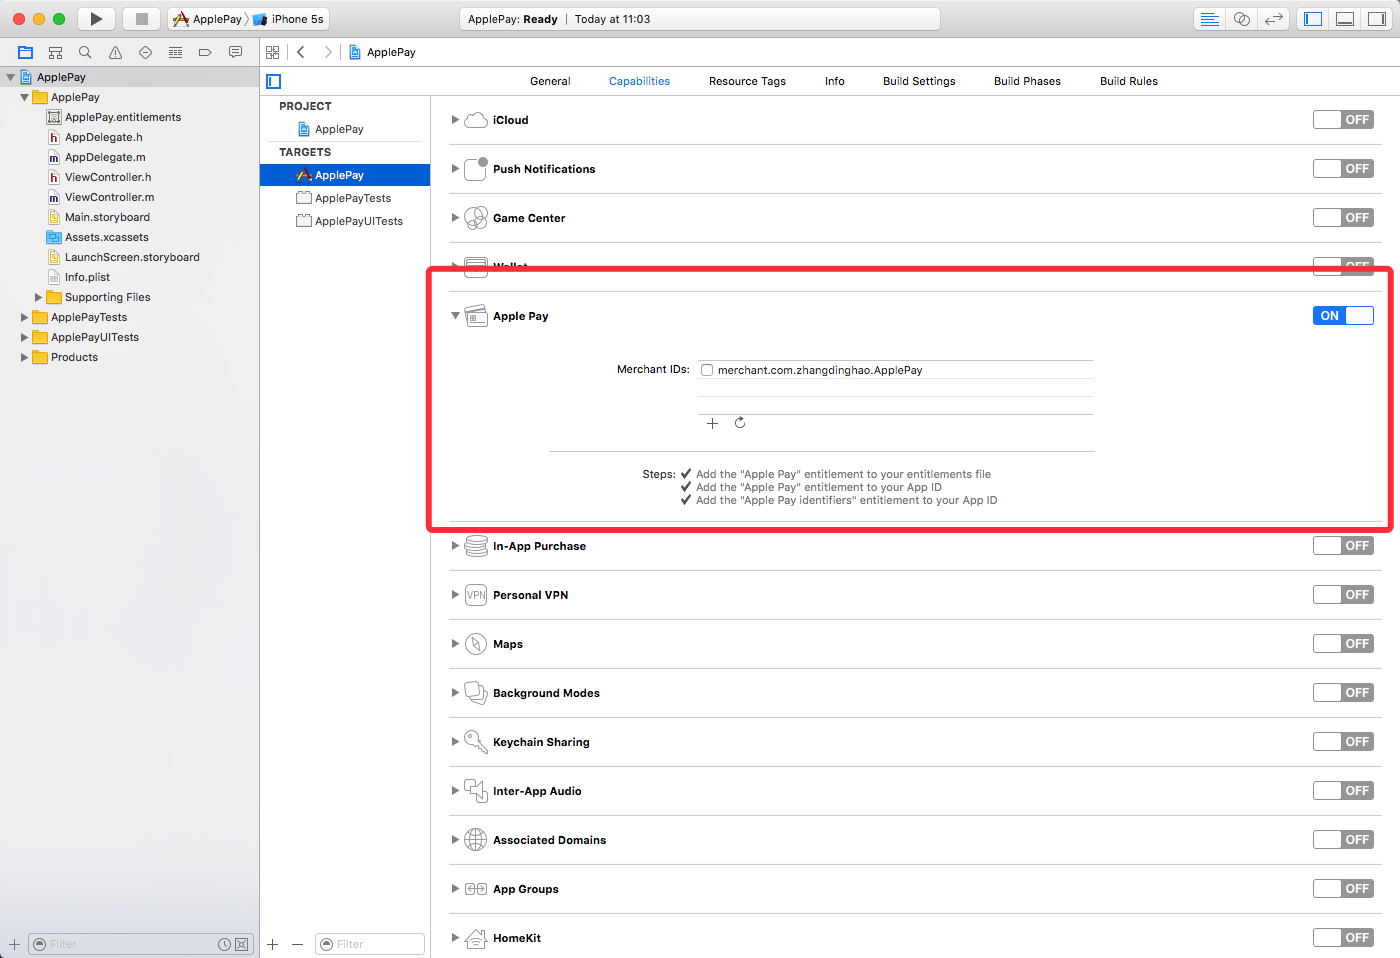 ApplePay
iPhone 5s
ApplePay: Ready | Today at 11:03
ApplePay
General
Capabilities
Resource Tags
Info
Build Settings
Build Phases
Build Rules
ApplePay
ApplePay
ApplePay.entitlements
AppDelegate.h
AppDelegate.m
ViewController.h
ViewController.m
Main.storyboard
Assets.xcassets
LaunchScreen.storyboard
Info.plist
Supporting Files
ApplePayTests
ApplePayUITests
Products
Filter
PROJECT
ApplePay
TARGETS
ApplePay
ApplePayTests
ApplePayUITests
Filter
iCloud OFF
Push Notifications OFF
Game Center OFF
Wallet OFF
Apple Pay ON
Merchant IDs: merchant.com.zhangdinghao.ApplePay
Steps: ✔ Add the "Apple Pay" entitlement to your entitlements file
✔ Add the "Apple Pay" entitlement to your App ID
✔ Add the "Apple Pay identifiers" entitlement to your App ID
In-App Purchase OFF
VPN Personal VPN OFF
Maps OFF
Background Modes OFF
Keychain Sharing OFF
Inter-App Audio OFF
Associated Domains OFF
App Groups OFF
HomeKit OFF